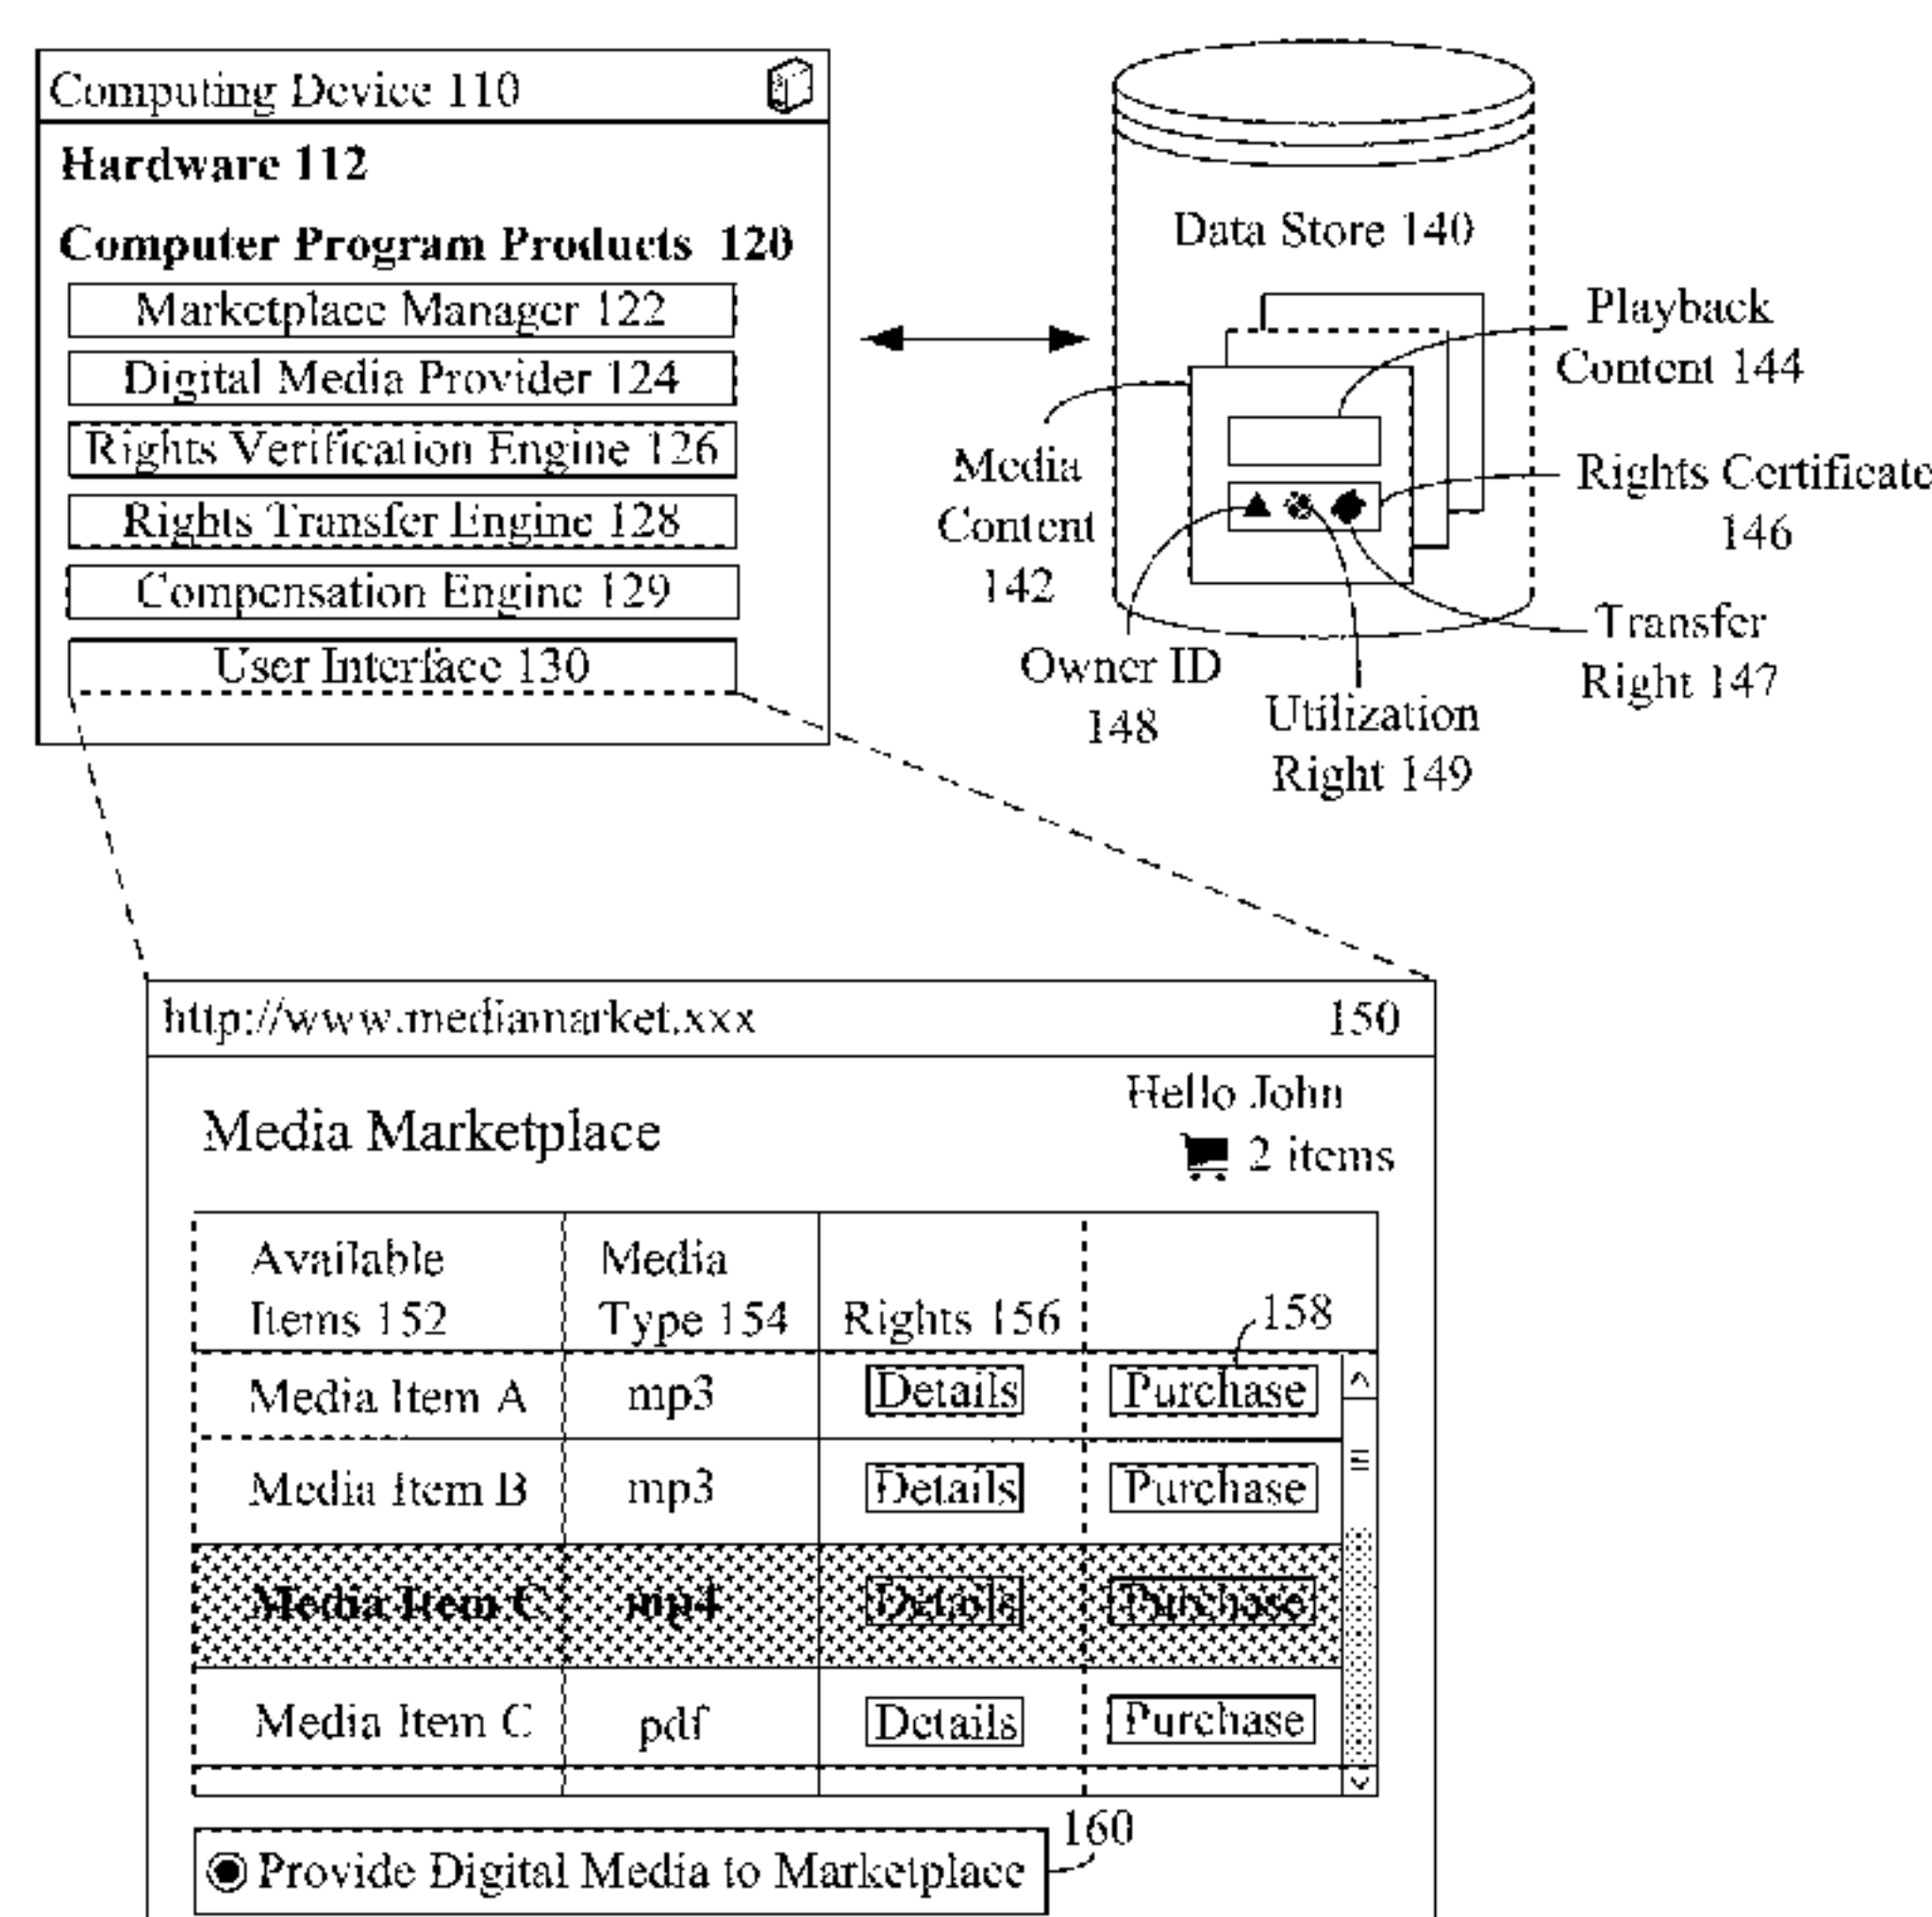 Computing Device 110
Hardware 112
Computer Program Products 120
Marketplace Manager 122
Digital Media Provider 124
Rights Verification Engine 126
Rights Transfer Engine 128
Compensation Engine 129
User Interface 130
Data Store 140
Playback
Content 144
Media
Content
142
Rights Certificate
146
Owner ID
148
Utilization
Right 149
Transfer
Right 147
http://www.mediamarket.xxx 150
Hello John
Media Marketplace
2 items
Available
Items 152
Media
Type 154
Rights 156
158
Media Item A mp3 Details Purchase
Media Item B mp3 Details Purchase
Media Item C mp4 Details Purchase
Media Item C pdf Details Purchase
160
Provide Digital Media to Marketplace